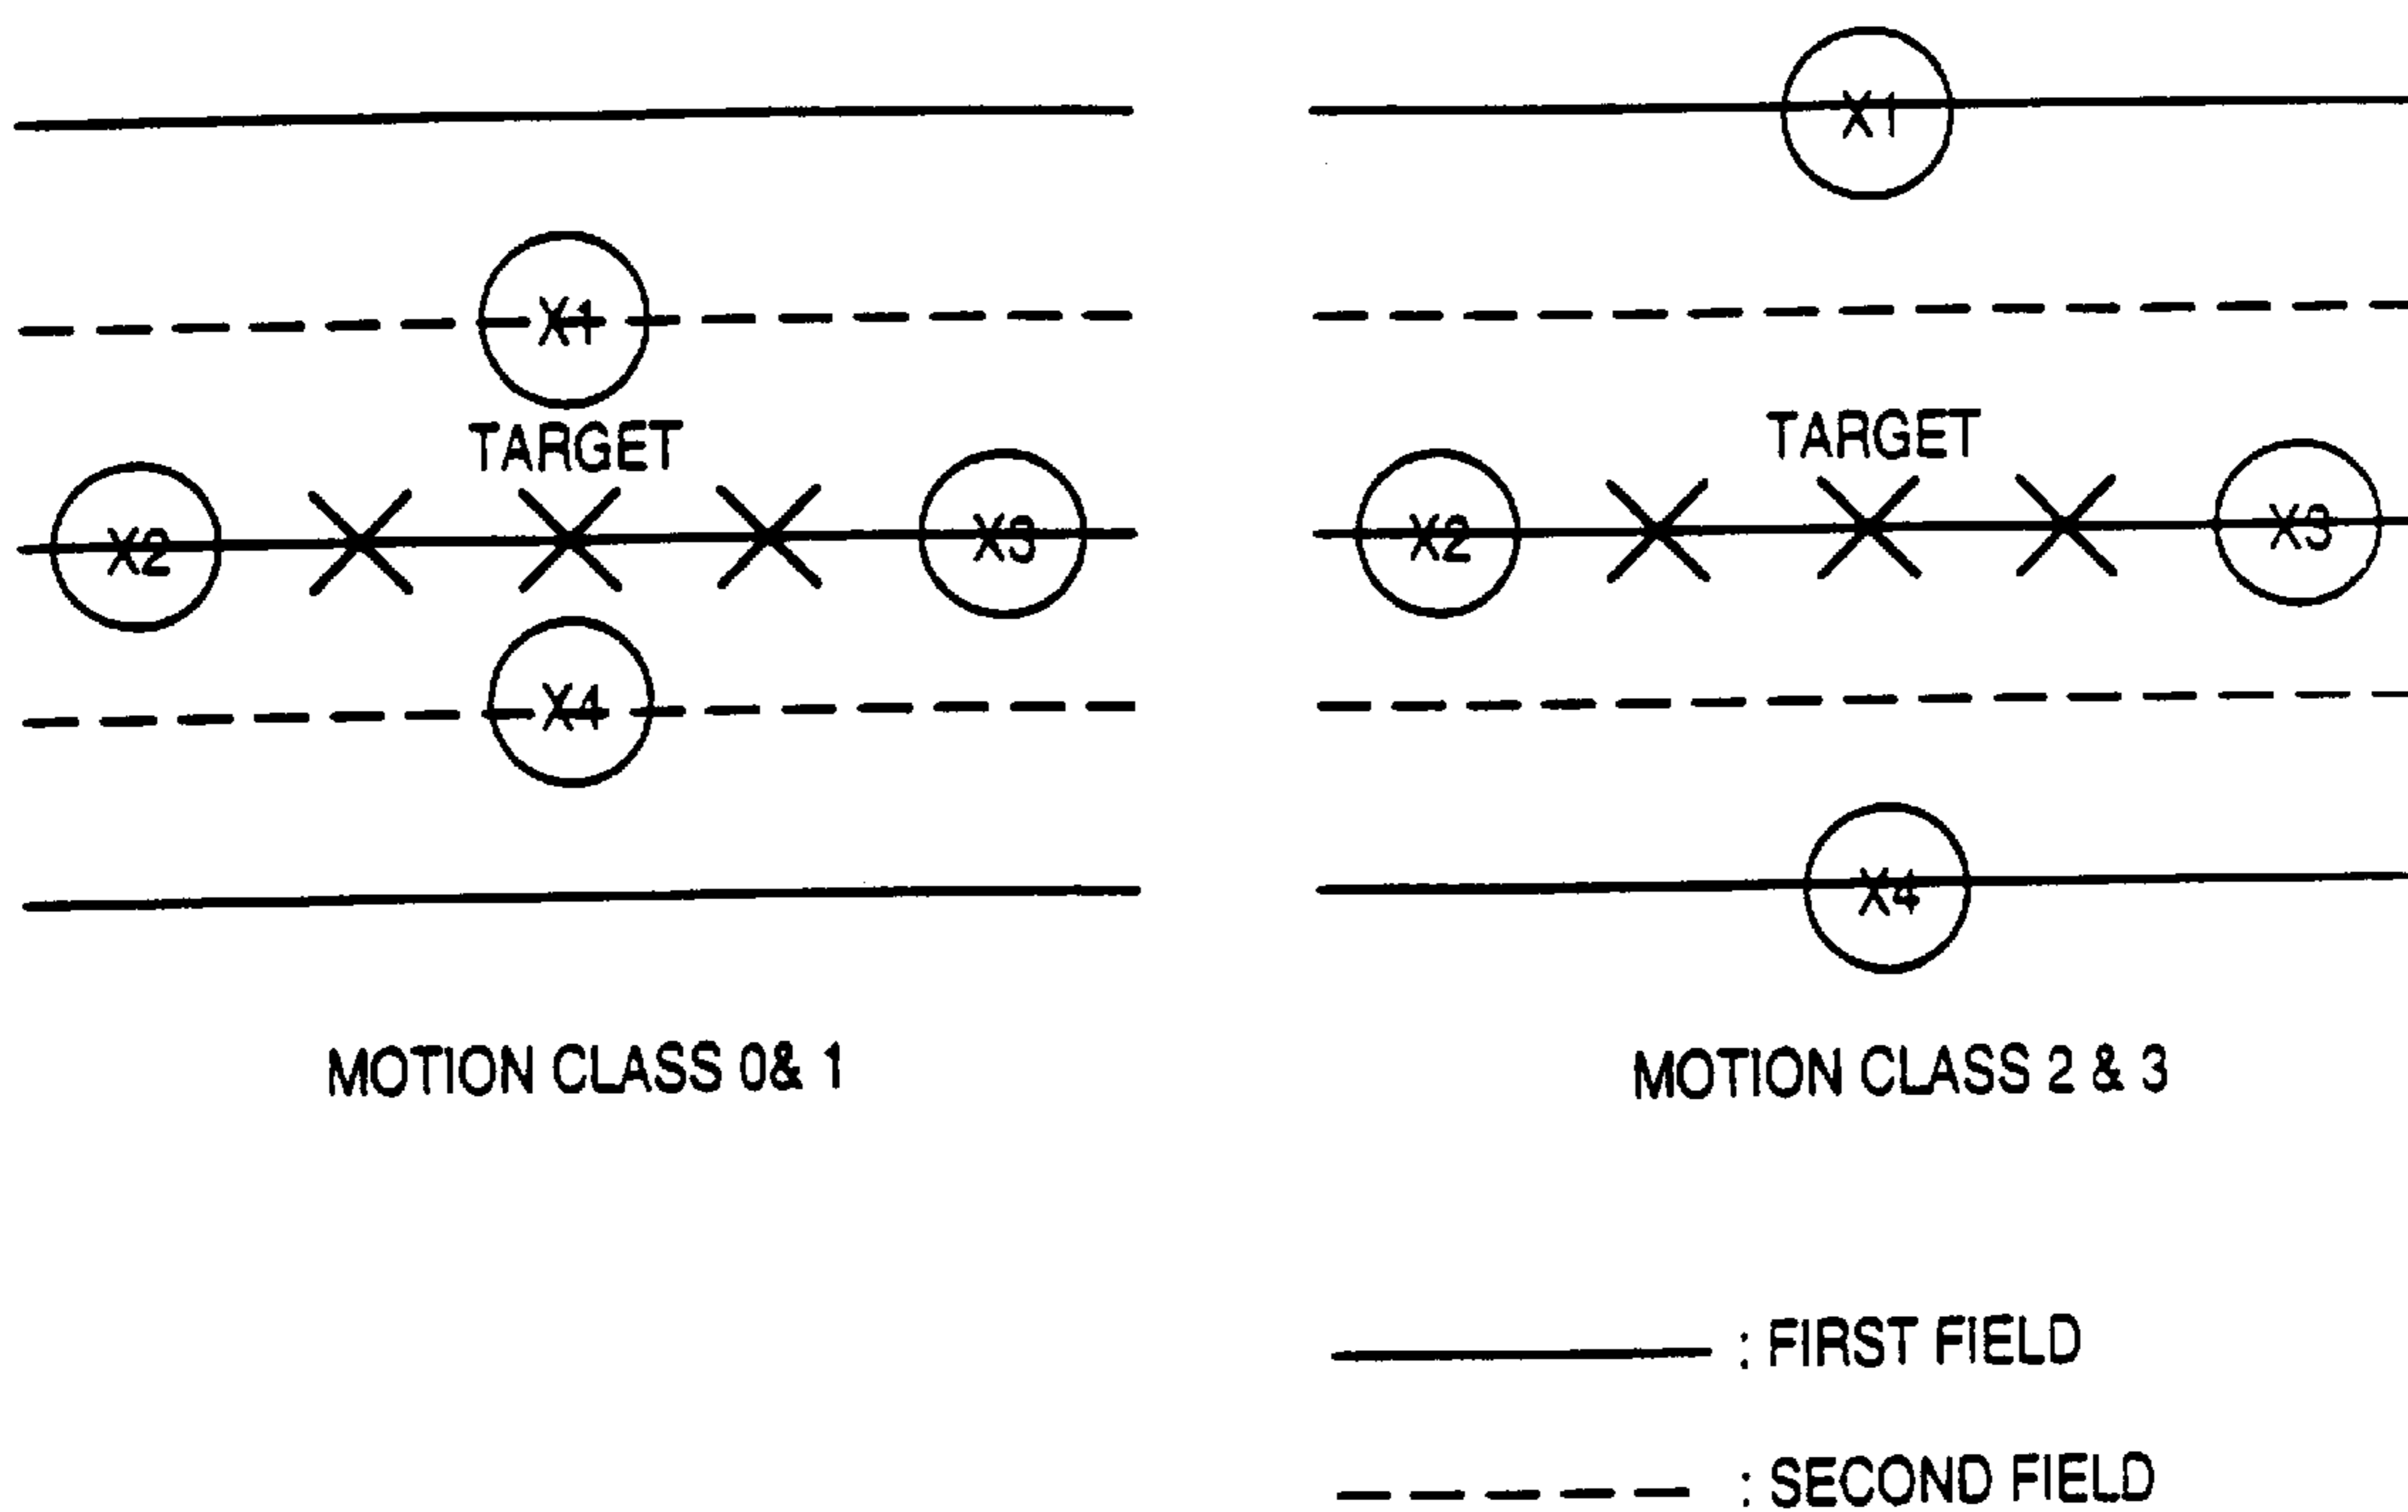 X1
TARGET
X2
X3
X4
MOTION CLASS 0& 1
X1
TARGET
X2
X3
X4
MOTION CLASS 2 & 3
: FIRST FIELD
: SECOND FIELD